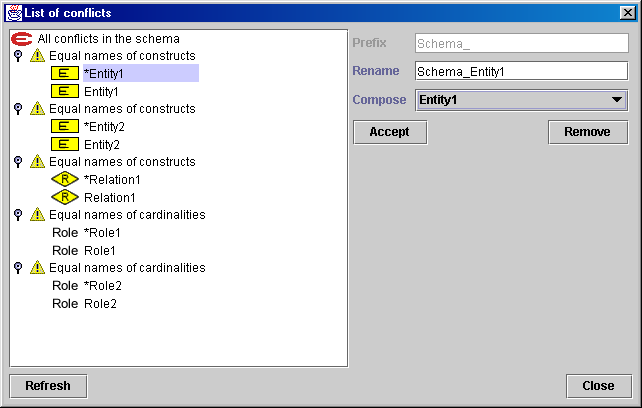 List of conflicts
All conflicts in the schema
Equal names of constructs
E *Entity1
E Entity1
Equal names of constructs
E *Entity2
E Entity2
Equal names of constructs
R *Relation1
R Relation1
Equal names of cardinalities
Role *Role1
Role Role1
Equal names of cardinalities
Role *Role2
Role Role2
Prefix Schema_
Rename Schema_Entity1
Compose Entity1
Accept Remove
Refresh Close